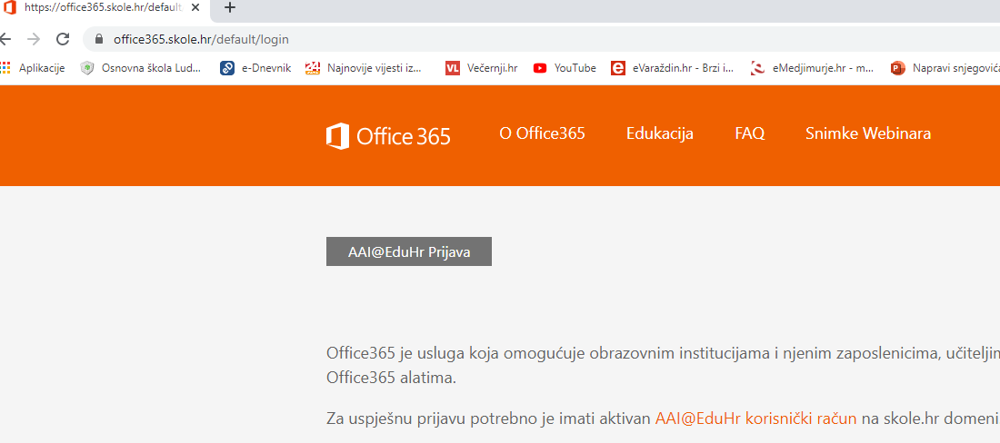 https://office365.skole.hr/default
office365.skole.hr/default/login
Aplikacije Osnovna škola Lud... e-Dnevnik Najnovije vijesti iz... Večernji.hr YouTube eVaraždin.hr - Brzi i... eMedjimurje.hr - m... Napravi snjegovića
Office 365 O Office365 Edukacija FAQ Snimke Webinara
AAI@EduHr Prijava
Office365 je usluga koja omogućuje obrazovnim institucijama i njenim zaposlenicima,
Office365 alatima.
Za uspješnu prijavu potrebno je imati aktivan AAI@EduHr korisnički račun na skole.hr domeni